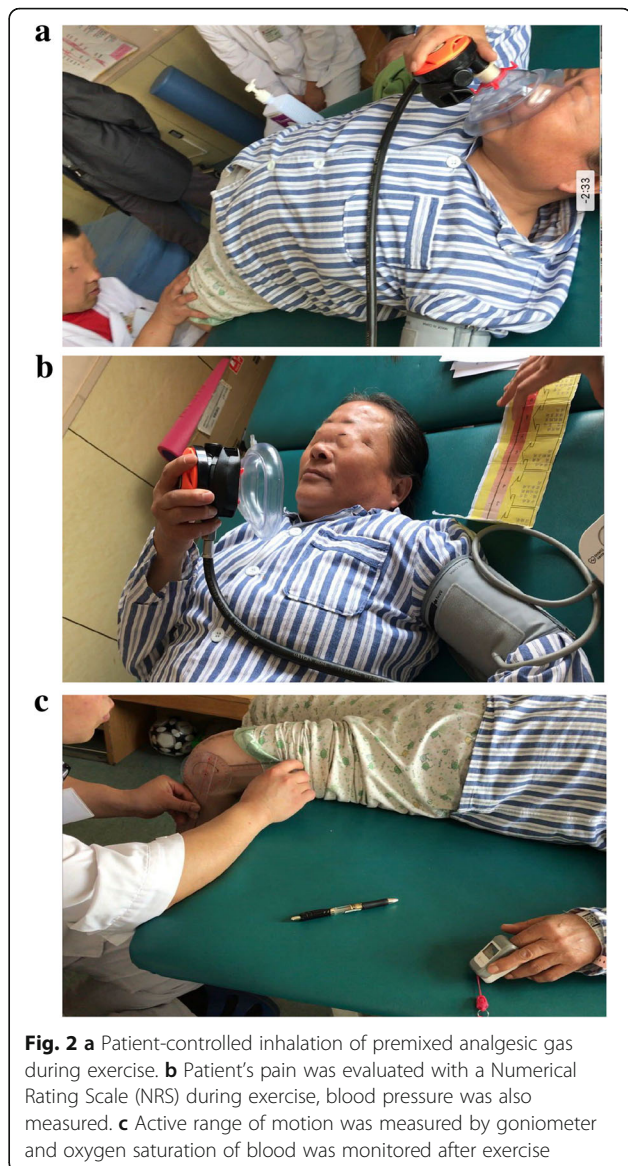 a
-2:33
b
c
Fig. 2 a Patient-controlled inhalation of premixed analgesic gas
during exercise. b Patient's pain was evaluated with a Numerical
Rating Scale (NRS) during exercise, blood pressure was also
measured. c Active range of motion was measured by goniometer
and oxygen saturation of blood was monitored after exercise